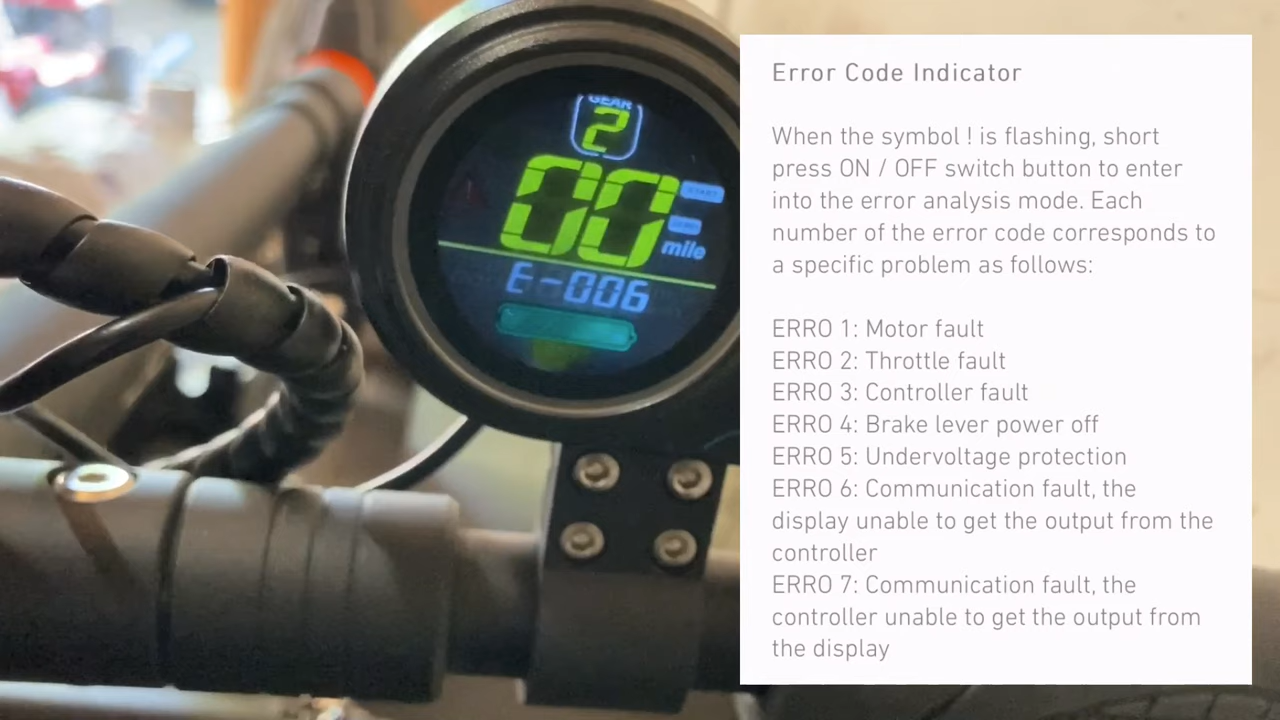 GEAR
2
00
START
mile
E-006
Error Code Indicator
When the symbol ! is flashing, short
press ON / OFF switch button to enter
into the error analysis mode. Each
number of the error code corresponds to
a specific problem as follows:
ERRO 1: Motor fault
ERRO 2: Throttle fault
ERRO 3: Controller fault
ERRO 4: Brake lever power off
ERRO 5: Undervoltage protection
ERRO 6: Communication fault, the
display unable to get the output from the
controller
ERRO 7: Communication fault, the
controller unable to get the output from
the display